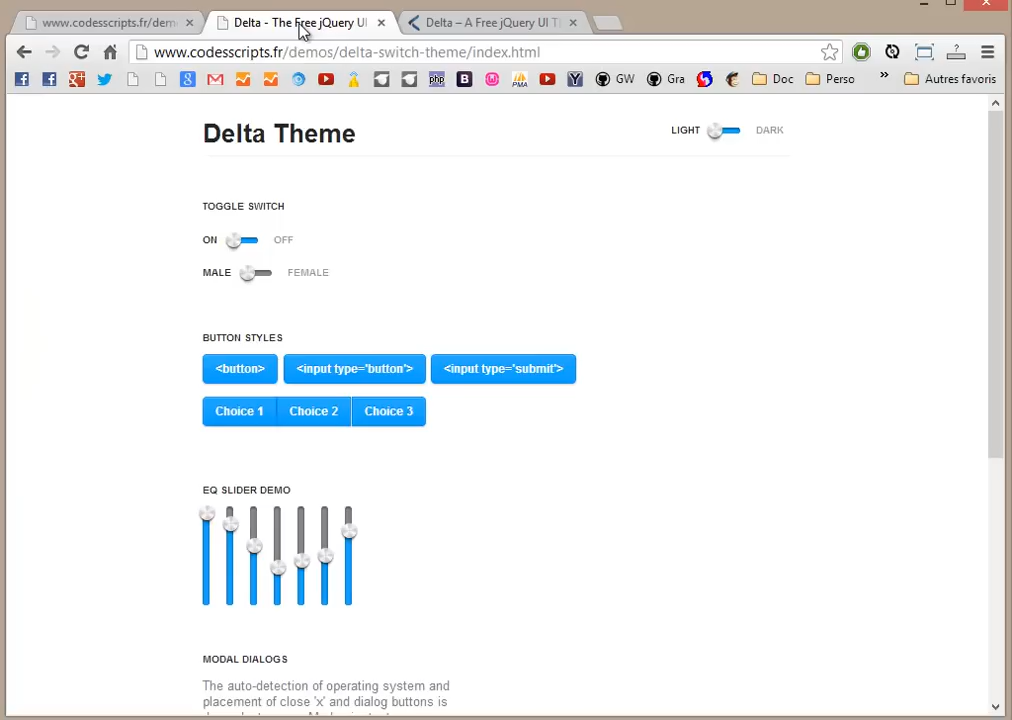 www.codesscripts.fr/dem
Delta - The Free jQuery UI
Delta – A Free jQuery UI T
www.codesscripts.fr/demos/delta-switch-theme/index.html
php
B
PMA
Y
GW
Gra
Doc
Perso
»
Autres favoris
Delta Theme
LIGHT DARK
TOGGLE SWITCH
ON OFF
MALE FEMALE
BUTTON STYLES
<button> <input type='button'> <input type='submit'>
Choice 1 Choice 2 Choice 3
EQ SLIDER DEMO
MODAL DIALOGS
The auto-detection of operating system and
placement of close 'x' and dialog buttons is